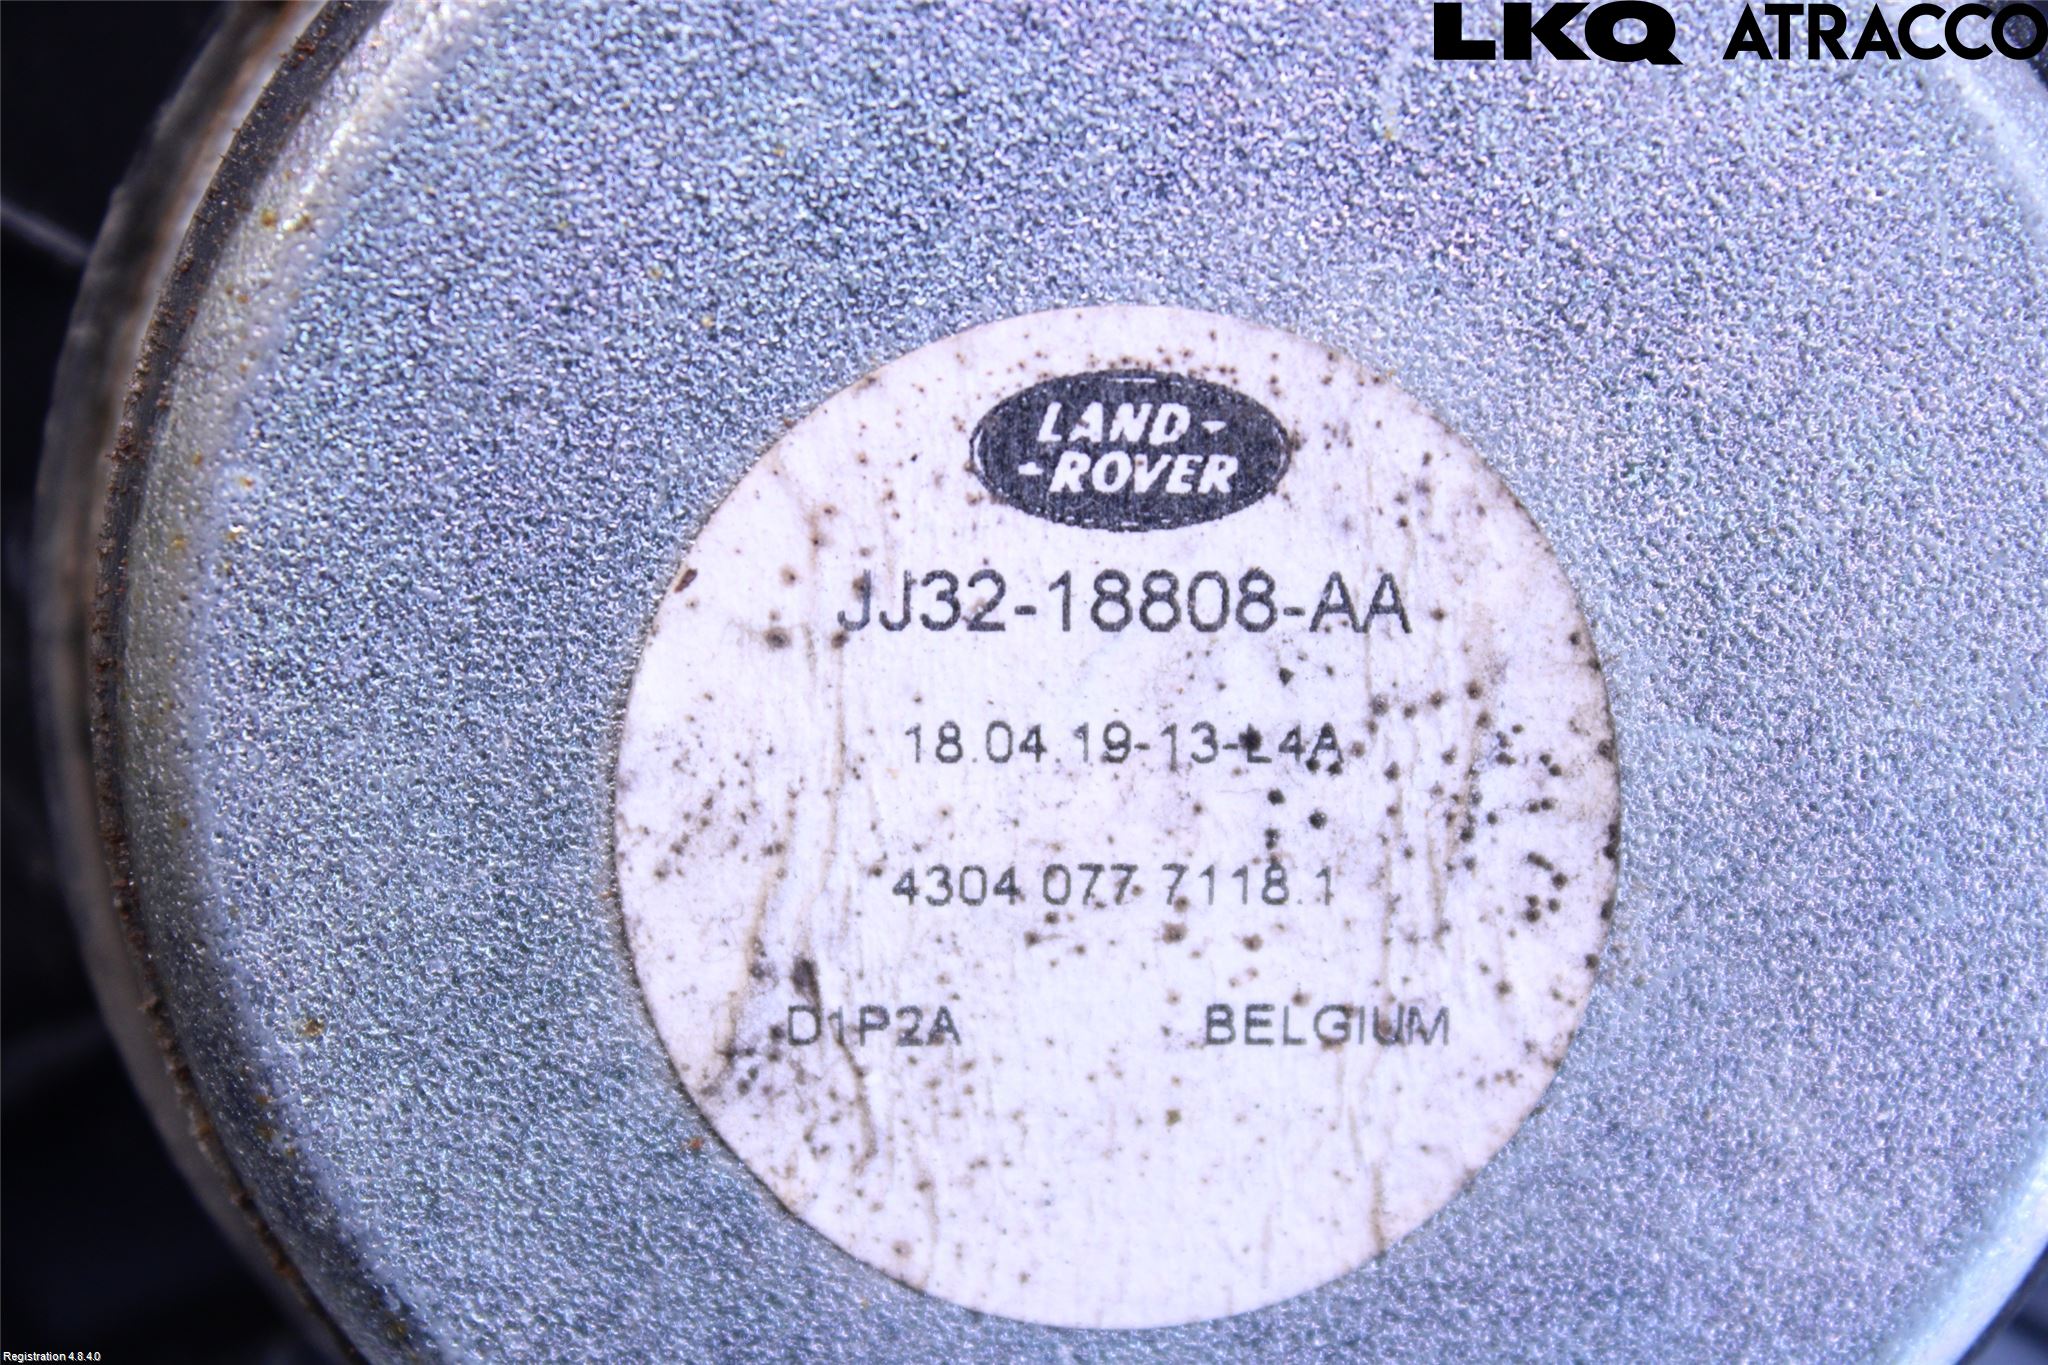 LKQ ATRACCO
LAND-
-ROVER
JJ32-18808-AA
18.04.19-13-L4A
4304 077 7118.1
D1P2A BELGIUM
Registration 4.8.4.0